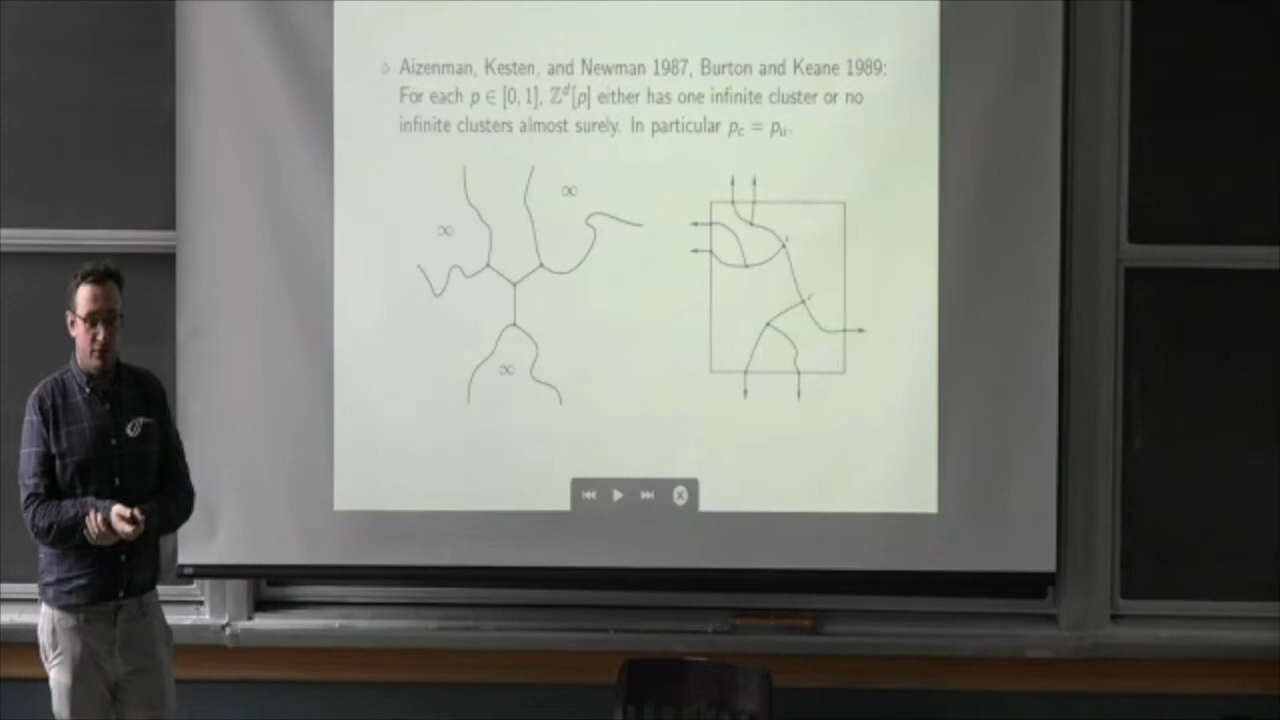 ⋄ Aizenman, Kesten, and Newman 1987, Burton and Keane 1989:
For each p ∈ [0, 1], ℤ^d[p] either has one infinite cluster or no
infinite clusters almost surely. In particular p_c = p_u.
∞
∞
∞